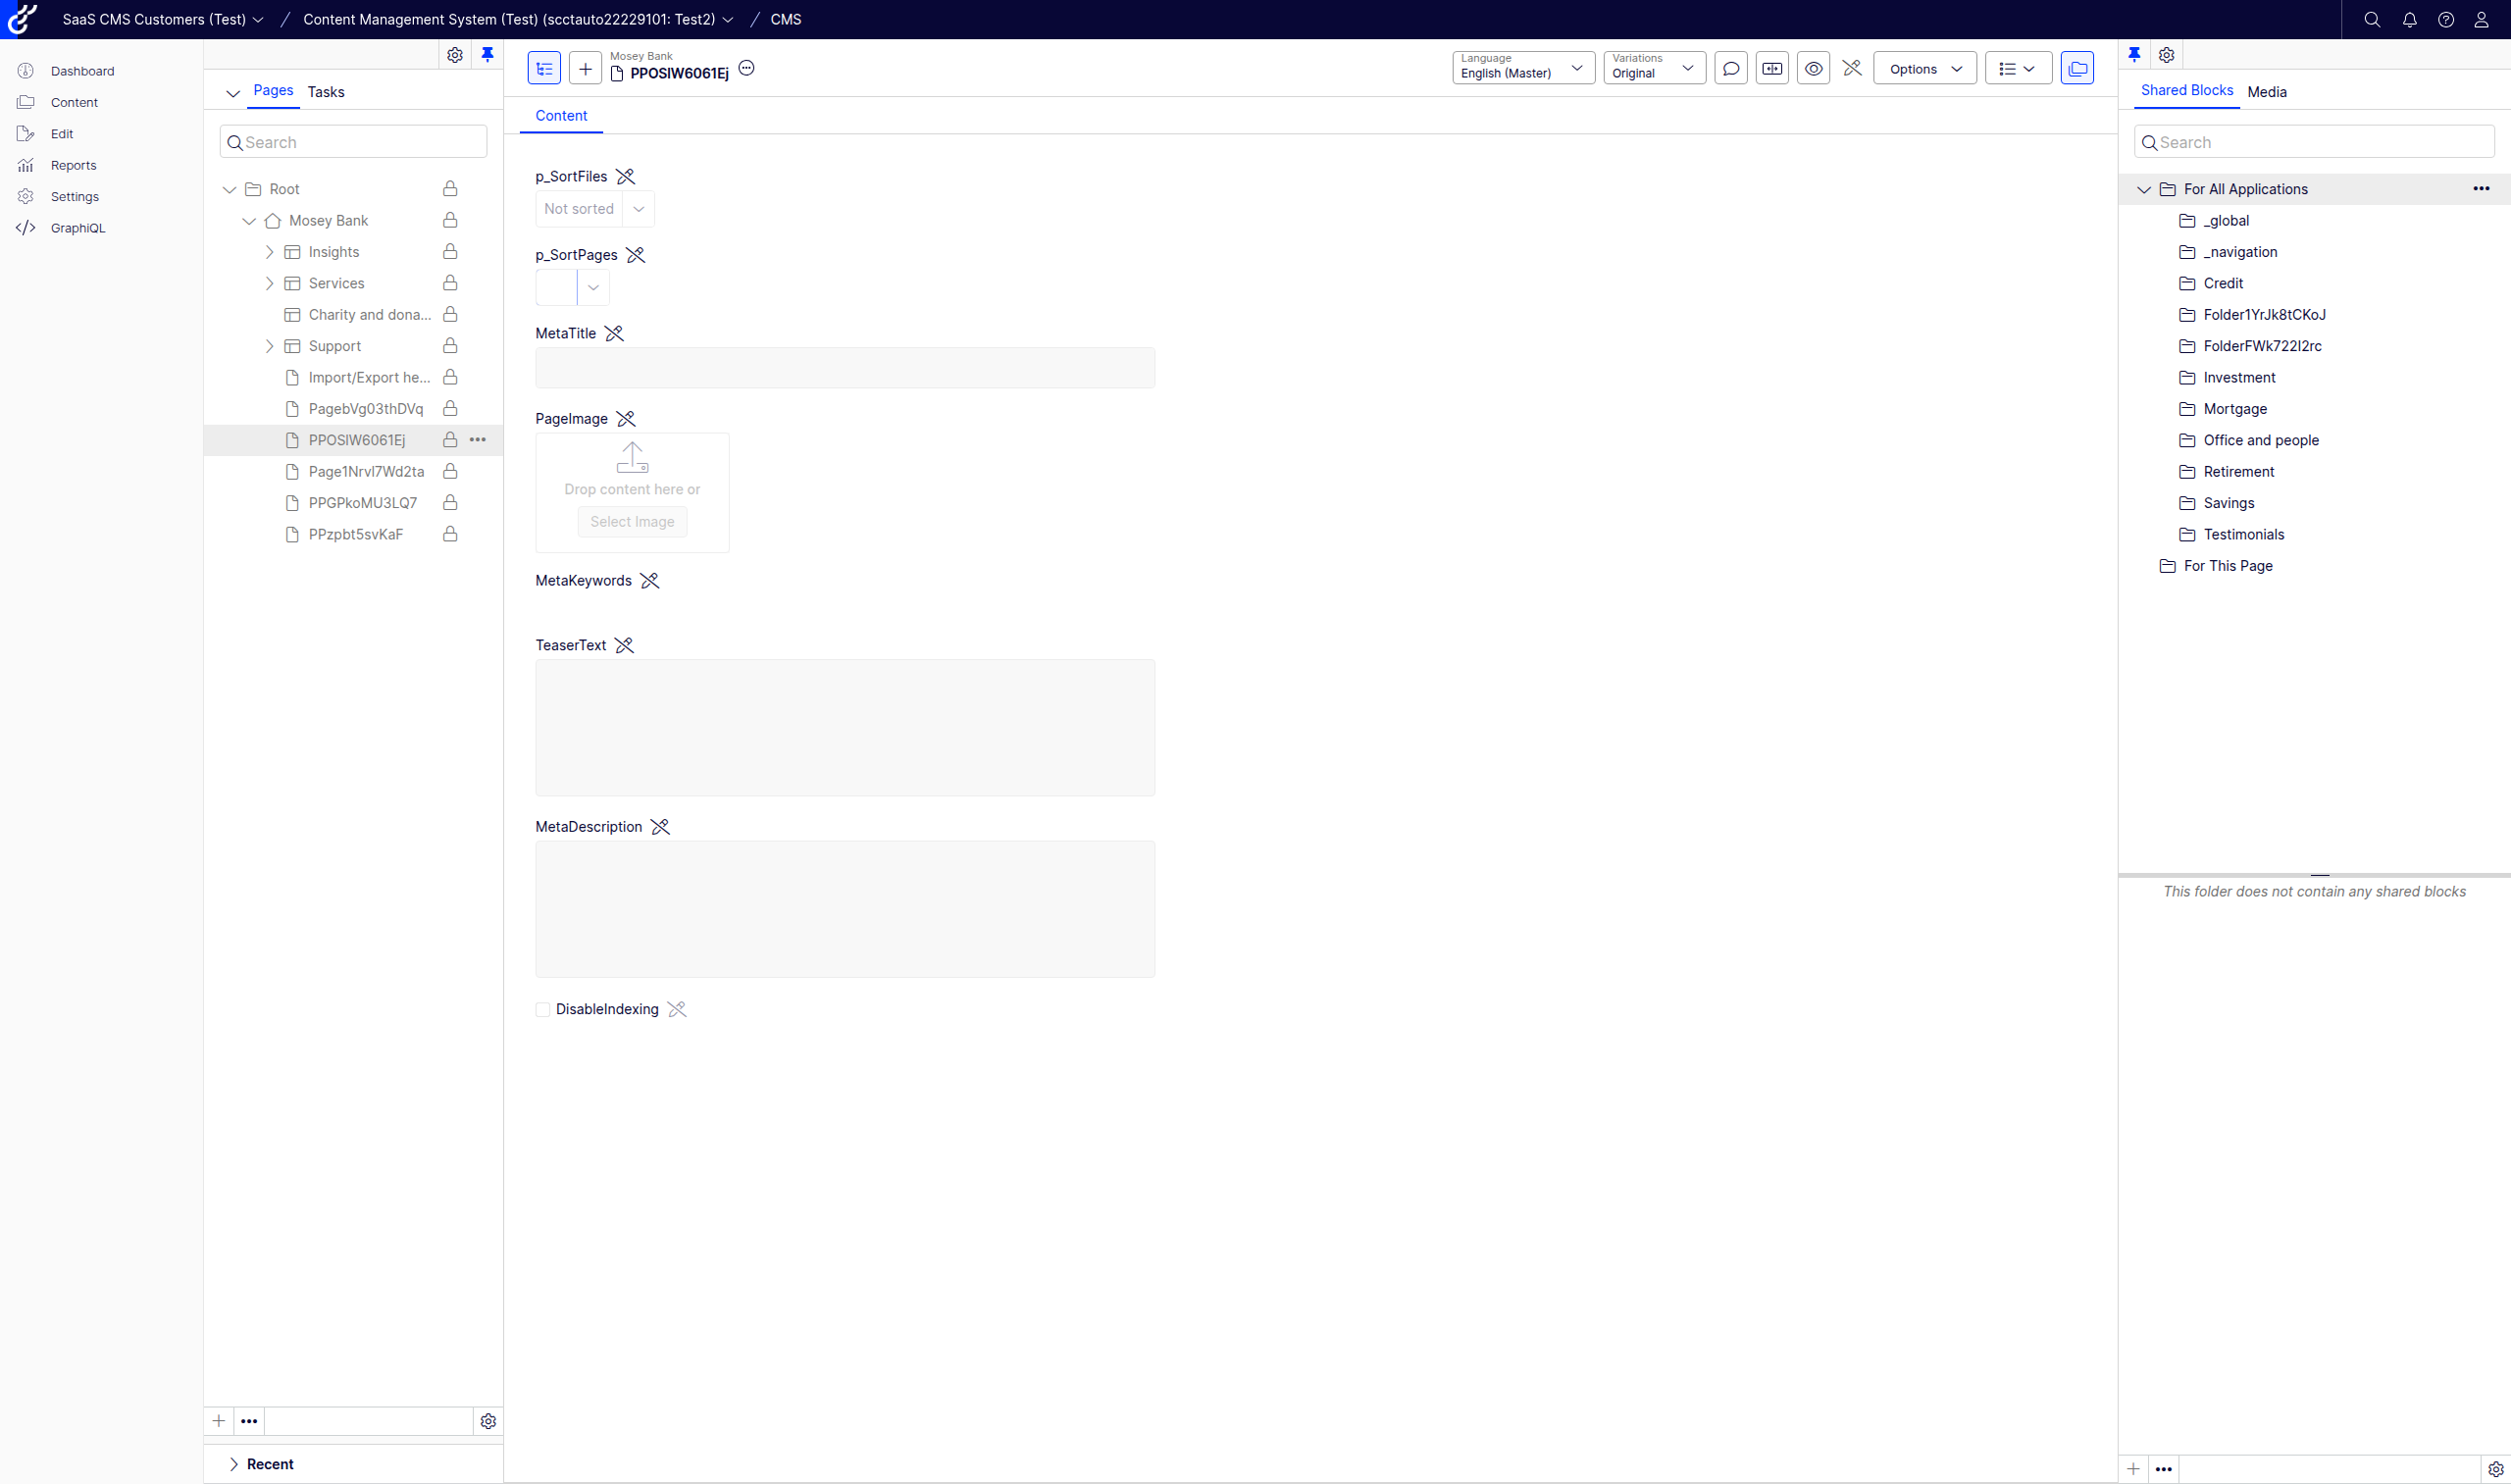 SaaS CMS Customers (Test) / Content Management System (Test) (scctauto22229101: Test2) / CMS
Dashboard
Content
Edit
Reports
Settings
GraphiQL
Pages Tasks
Search
Root
Mosey Bank
Insights
Services
Charity and dona...
Support
Import/Export he...
PagebVg03thDVq
PPOSIW6061Ej
Page1Nrvl7Wd2ta
PPGPkoMU3LQ7
PPzpbt5svKaF
Recent
Mosey Bank
PPOSIW6061Ej
Language
English (Master)
Variations
Original
Options
Content
p_SortFiles
Not sorted
p_SortPages
MetaTitle
PageImage
Drop content here or
Select Image
MetaKeywords
TeaserText
MetaDescription
DisableIndexing
Shared Blocks Media
Search
For All Applications
_global
_navigation
Credit
Folder1YrJk8tCKoJ
FolderFWk722I2rc
Investment
Mortgage
Office and people
Retirement
Savings
Testimonials
For This Page
This folder does not contain any shared blocks